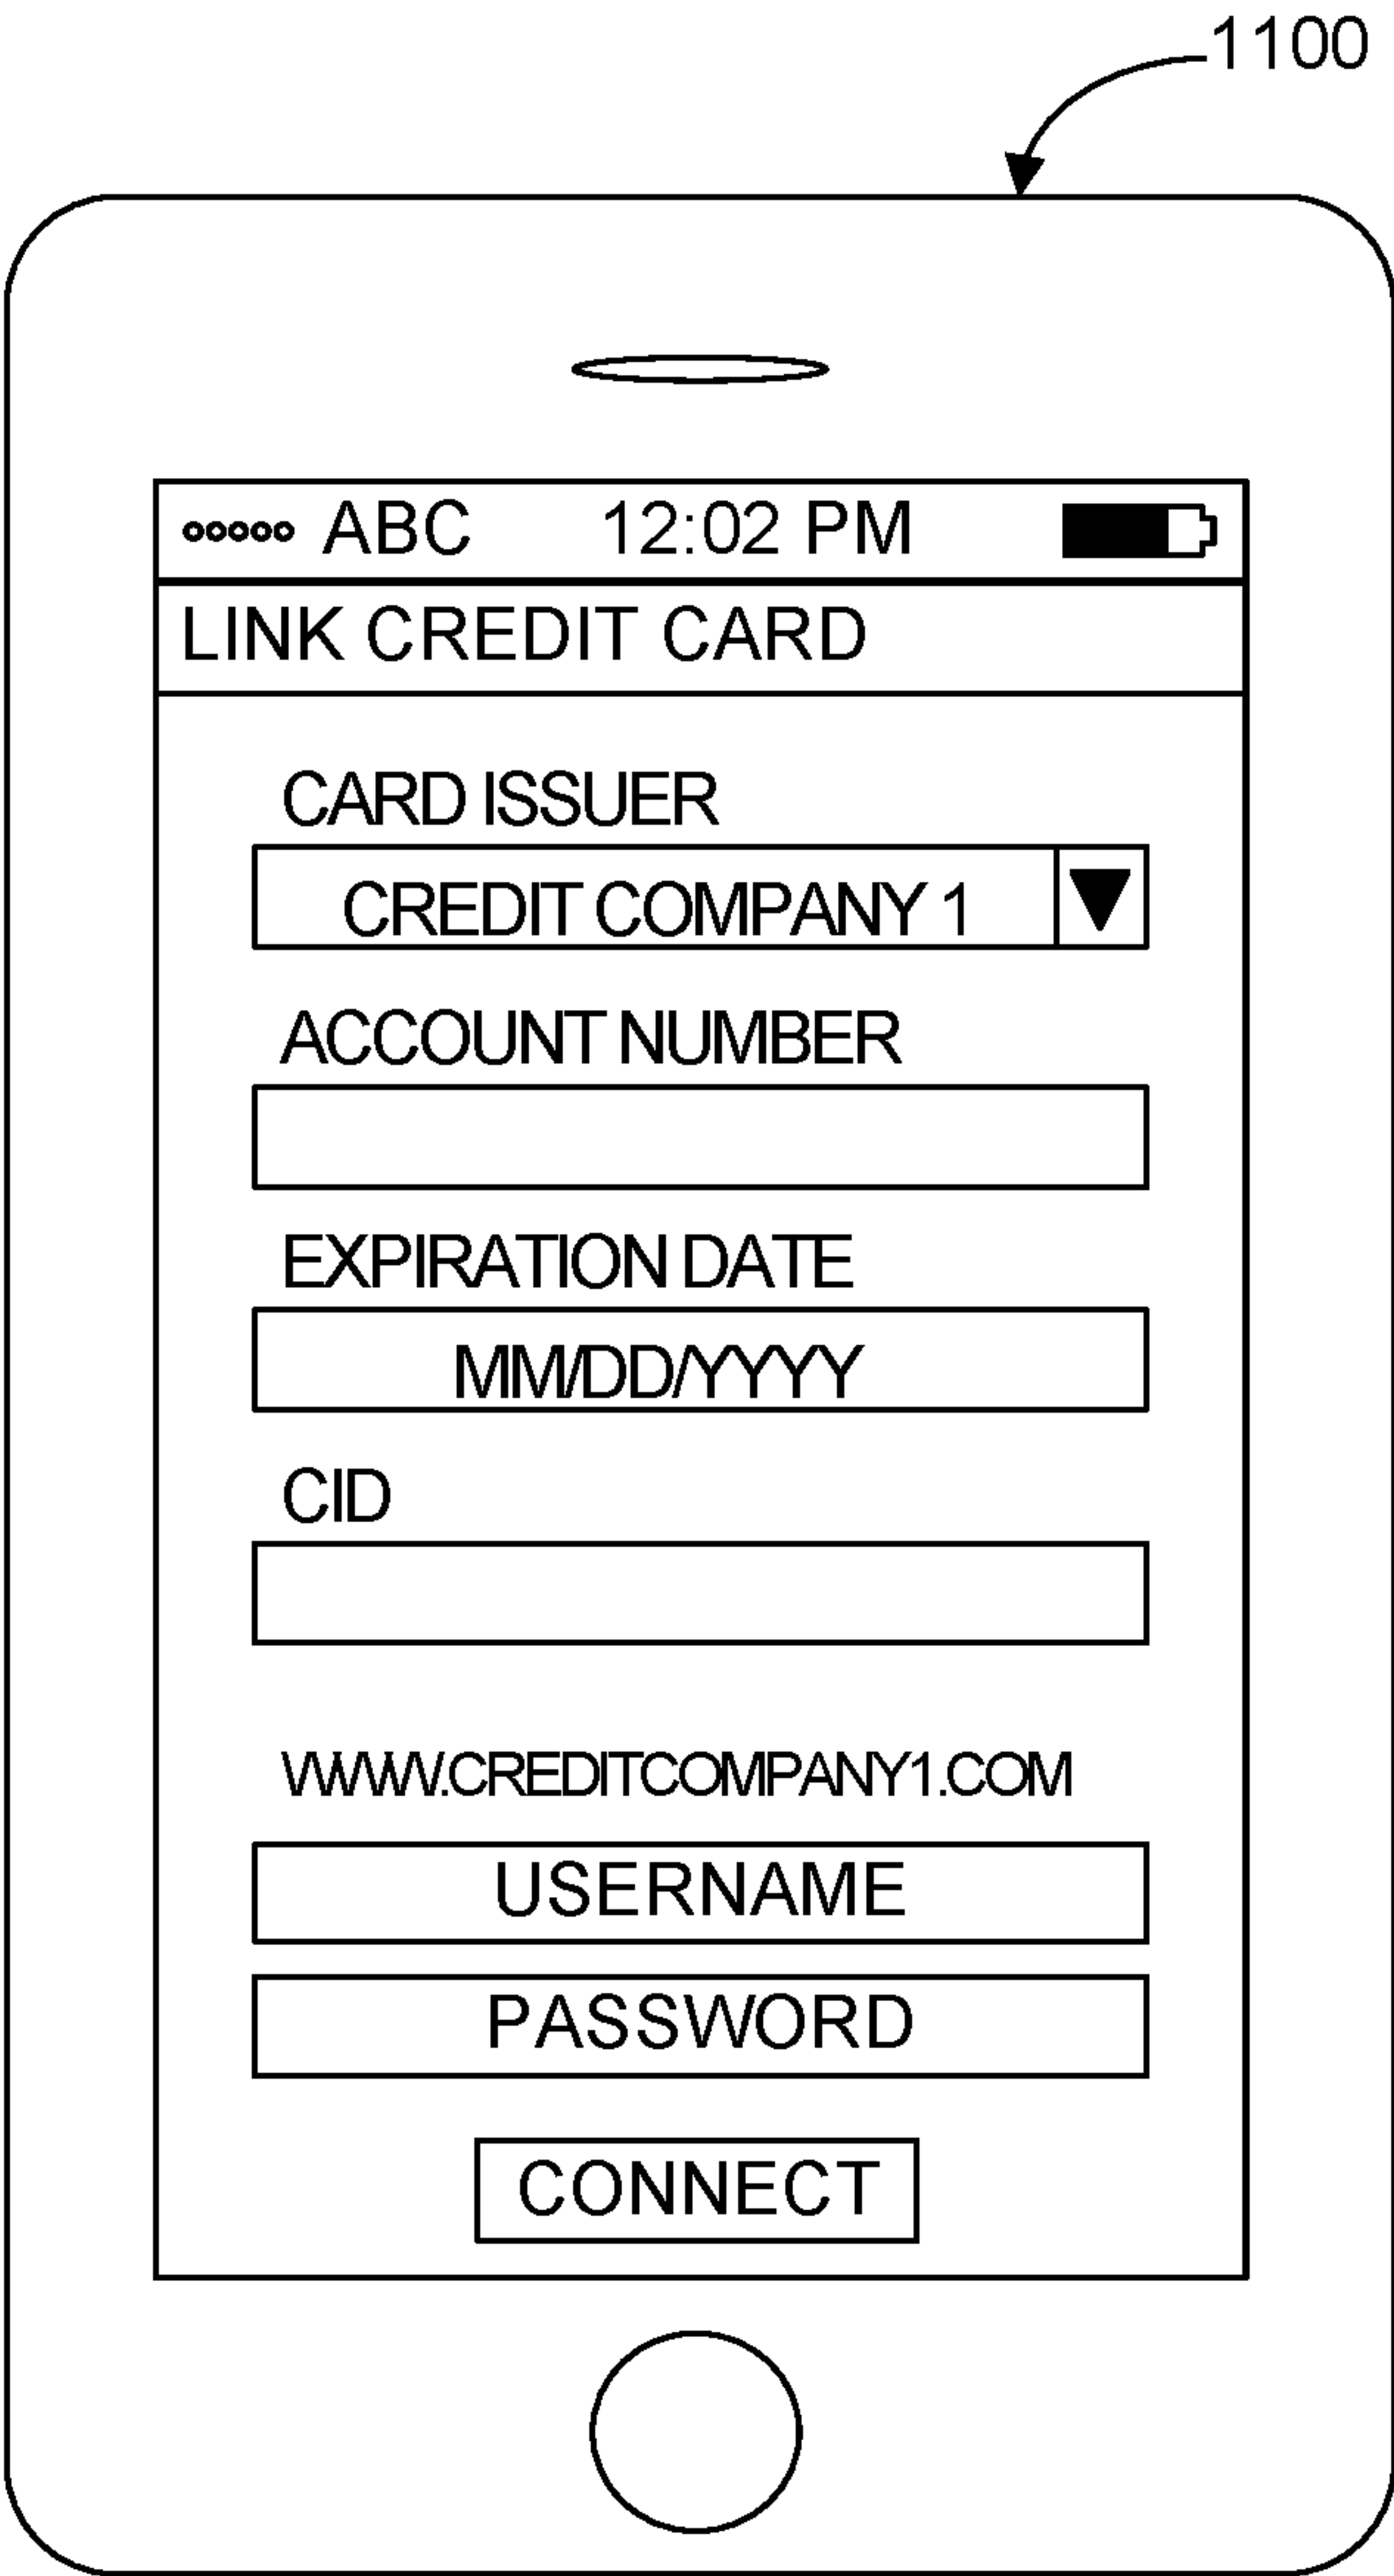 1100
ABC 12:02 PM
LINK CREDIT CARD
CARD ISSUER
CREDIT COMPANY 1
ACCOUNT NUMBER
EXPIRATION DATE
MM/DD/YYYY
CID
WWW.CREDITCOMPANY1.COM
USERNAME
PASSWORD
CONNECT